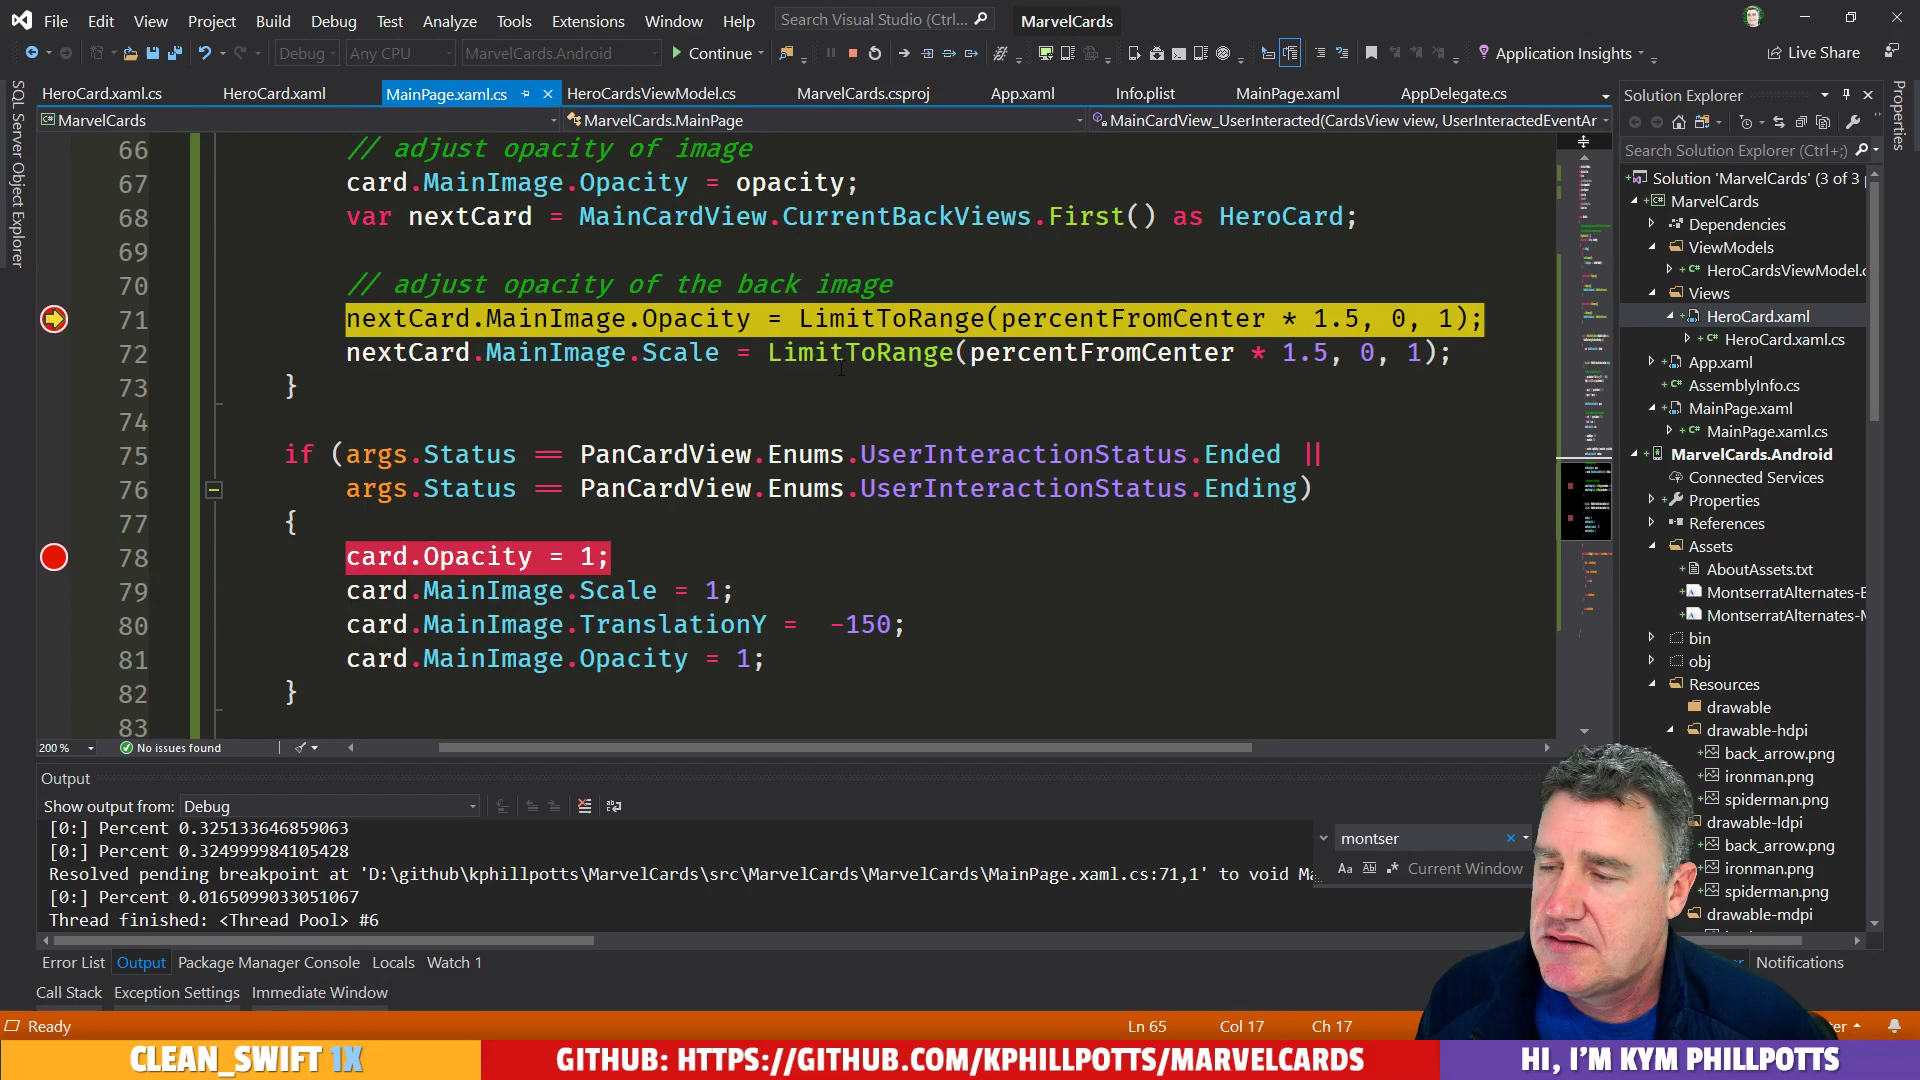 File Edit View Project Build Debug Test Analyze Tools Extensions Window Help Search Visual Studio (Ctrl... MarvelCards
Debug Any CPU MarvelCards.Android Continue Application Insights Live Share
SQL Server Object Explorer
HeroCard.xaml.cs HeroCard.xaml MainPage.xaml.cs HeroCardsViewModel.cs MarvelCards.csproj App.xaml Info.plist MainPage.xaml AppDelegate.cs
MarvelCards MarvelCards.MainPage MainCardView_UserInteracted(CardsView view, UserInteractedEventAr
66 // adjust opacity of image
67 card.MainImage.Opacity = opacity;
68 var nextCard = MainCardView.CurrentBackViews.First() as HeroCard;
69
70 // adjust opacity of the back image
71 nextCard.MainImage.Opacity = LimitToRange(percentFromCenter * 1.5, 0, 1);
72 nextCard.MainImage.Scale = LimitToRange(percentFromCenter * 1.5, 0, 1);
73 }
74
75 if (args.Status == PanCardView.Enums.UserInteractionStatus.Ended ||
76 args.Status == PanCardView.Enums.UserInteractionStatus.Ending)
77 {
78 card.Opacity = 1;
79 card.MainImage.Scale = 1;
80 card.MainImage.TranslationY = -150;
81 card.MainImage.Opacity = 1;
82 }
83
200 % No issues found
Output
Show output from: Debug
[0:] Percent 0.325133646859063
[0:] Percent 0.324999984105428
Resolved pending breakpoint at 'D:\github\kphillpotts\MarvelCards\src\MarvelCards\MarvelCards\MainPage.xaml.cs:71,1' to void Ma
[0:] Percent 0.0165099033051067
Thread finished: <Thread Pool> #6
montser
Aa Ab Current Window
Error List Output Package Manager Console Locals Watch 1
Call Stack Exception Settings Immediate Window
Solution Explorer
Search Solution Explorer (Ctrl+;)
Solution 'MarvelCards' (3 of 3
MarvelCards
Dependencies
ViewModels
HeroCardsViewModel.c
Views
HeroCard.xaml
HeroCard.xaml.cs
App.xaml
AssemblyInfo.cs
MainPage.xaml
MainPage.xaml.cs
MarvelCards.Android
Connected Services
Properties
References
Assets
AboutAssets.txt
MontserratAlternates-E
MontserratAlternates-M
bin
obj
Resources
drawable
drawable-hdpi
back_arrow.png
ironman.png
spiderman.png
drawable-ldpi
back_arrow.png
ironman.png
spiderman.png
drawable-mdpi
Notifications
Properties
Ready Ln 65 Col 17 Ch 17
CLEAN_SWIFT 1X GITHUB: HTTPS://GITHUB.COM/KPHILLPOTTS/MARVELCARDS HI, I'M KYM PHILLPOTTS